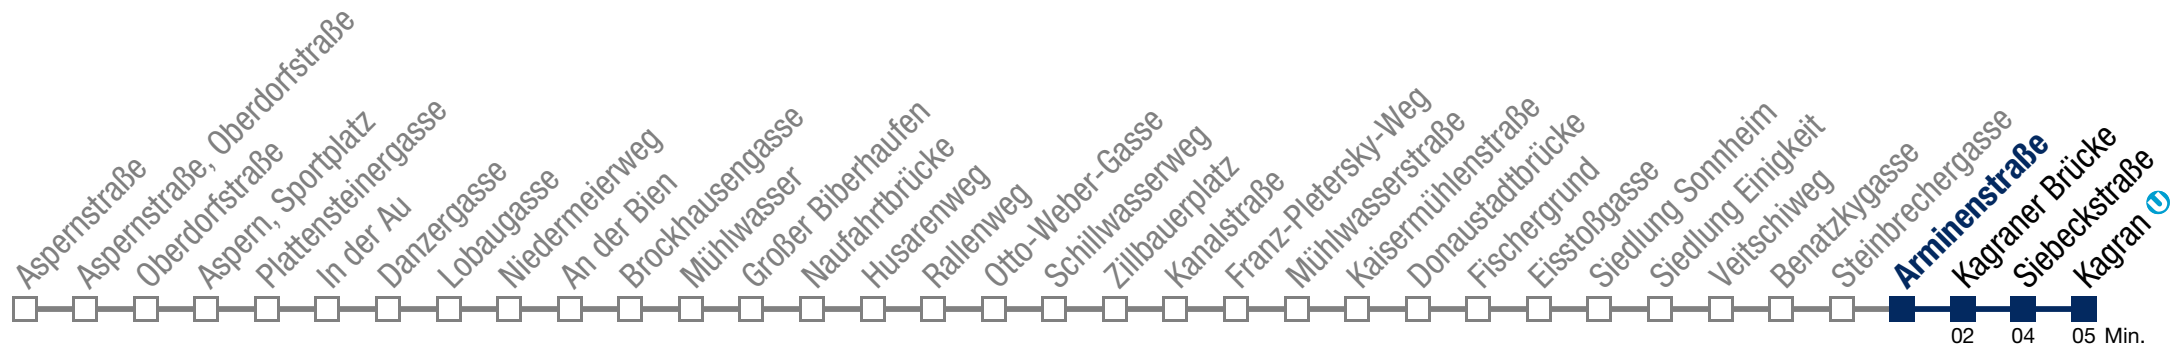 Aspernstraße
Aspernstraße, Oberdorfstraße
Oberdorfstraße
Aspern, Sportplatz
Plattensteinergasse
In der Au
Danzergasse
Lobaugasse
Niedermeierweg
An der Bien
Brockhausengasse
Mühlwasser
Großer Biberhaufen
Naufahrtbrücke
Husarenweg
Rallenweg
Otto-Weber-Gasse
Schillwasserweg
Zillbauerplatz
Kanalstraße
Franz-Pletersky-Weg
Mühlwasserstraße
Kaisermühlenstraße
Donaustadtbrücke
Fischergrund
Eisstoßgasse
Siedlung Sonnheim
Siedlung Einigkeit
Veitschiweg
Benatzkygasse
Steinbrechergasse
Arminenstraße
Kagraner Brücke
Siebeckstraße
Kagran U
02 04 05 Min.